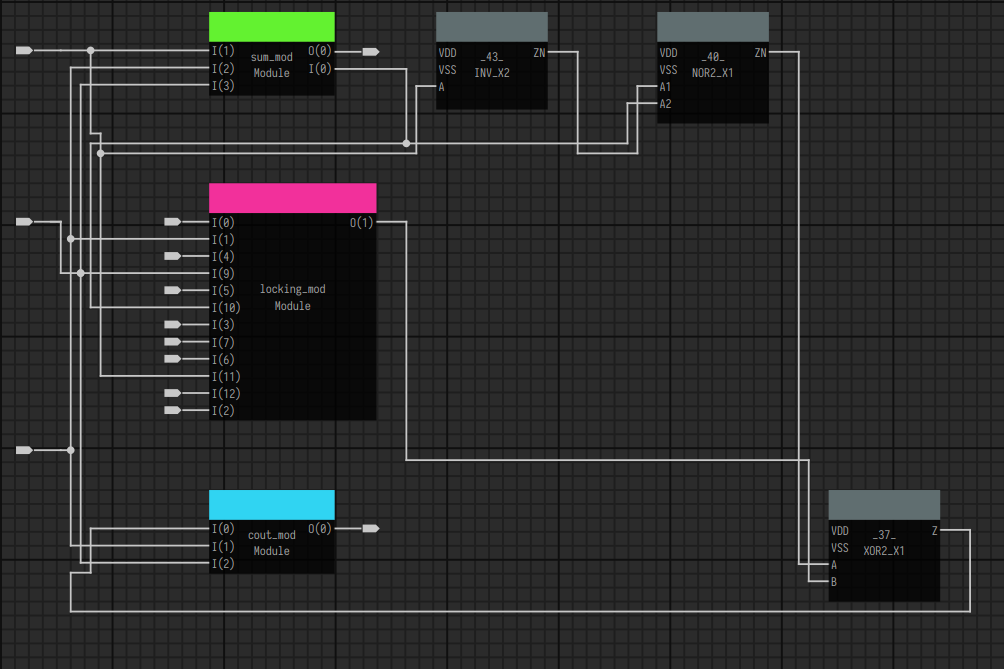 I(1)
I(2)
I(3)
sum_mod
Module
O(0)
I(0)
VDD
VSS
A
_43_
INV_X2
ZN
VDD
VSS
A1
A2
_40_
NOR2_X1
ZN
I(0)
I(1)
I(4)
I(9)
I(5)
I(10)
I(3)
I(7)
I(6)
I(11)
I(12)
I(2)
locking_mod
Module
O(1)
I(0)
I(1)
I(2)
cout_mod
Module
O(0)
VDD
VSS
A
B
_37_
XOR2_X1
Z